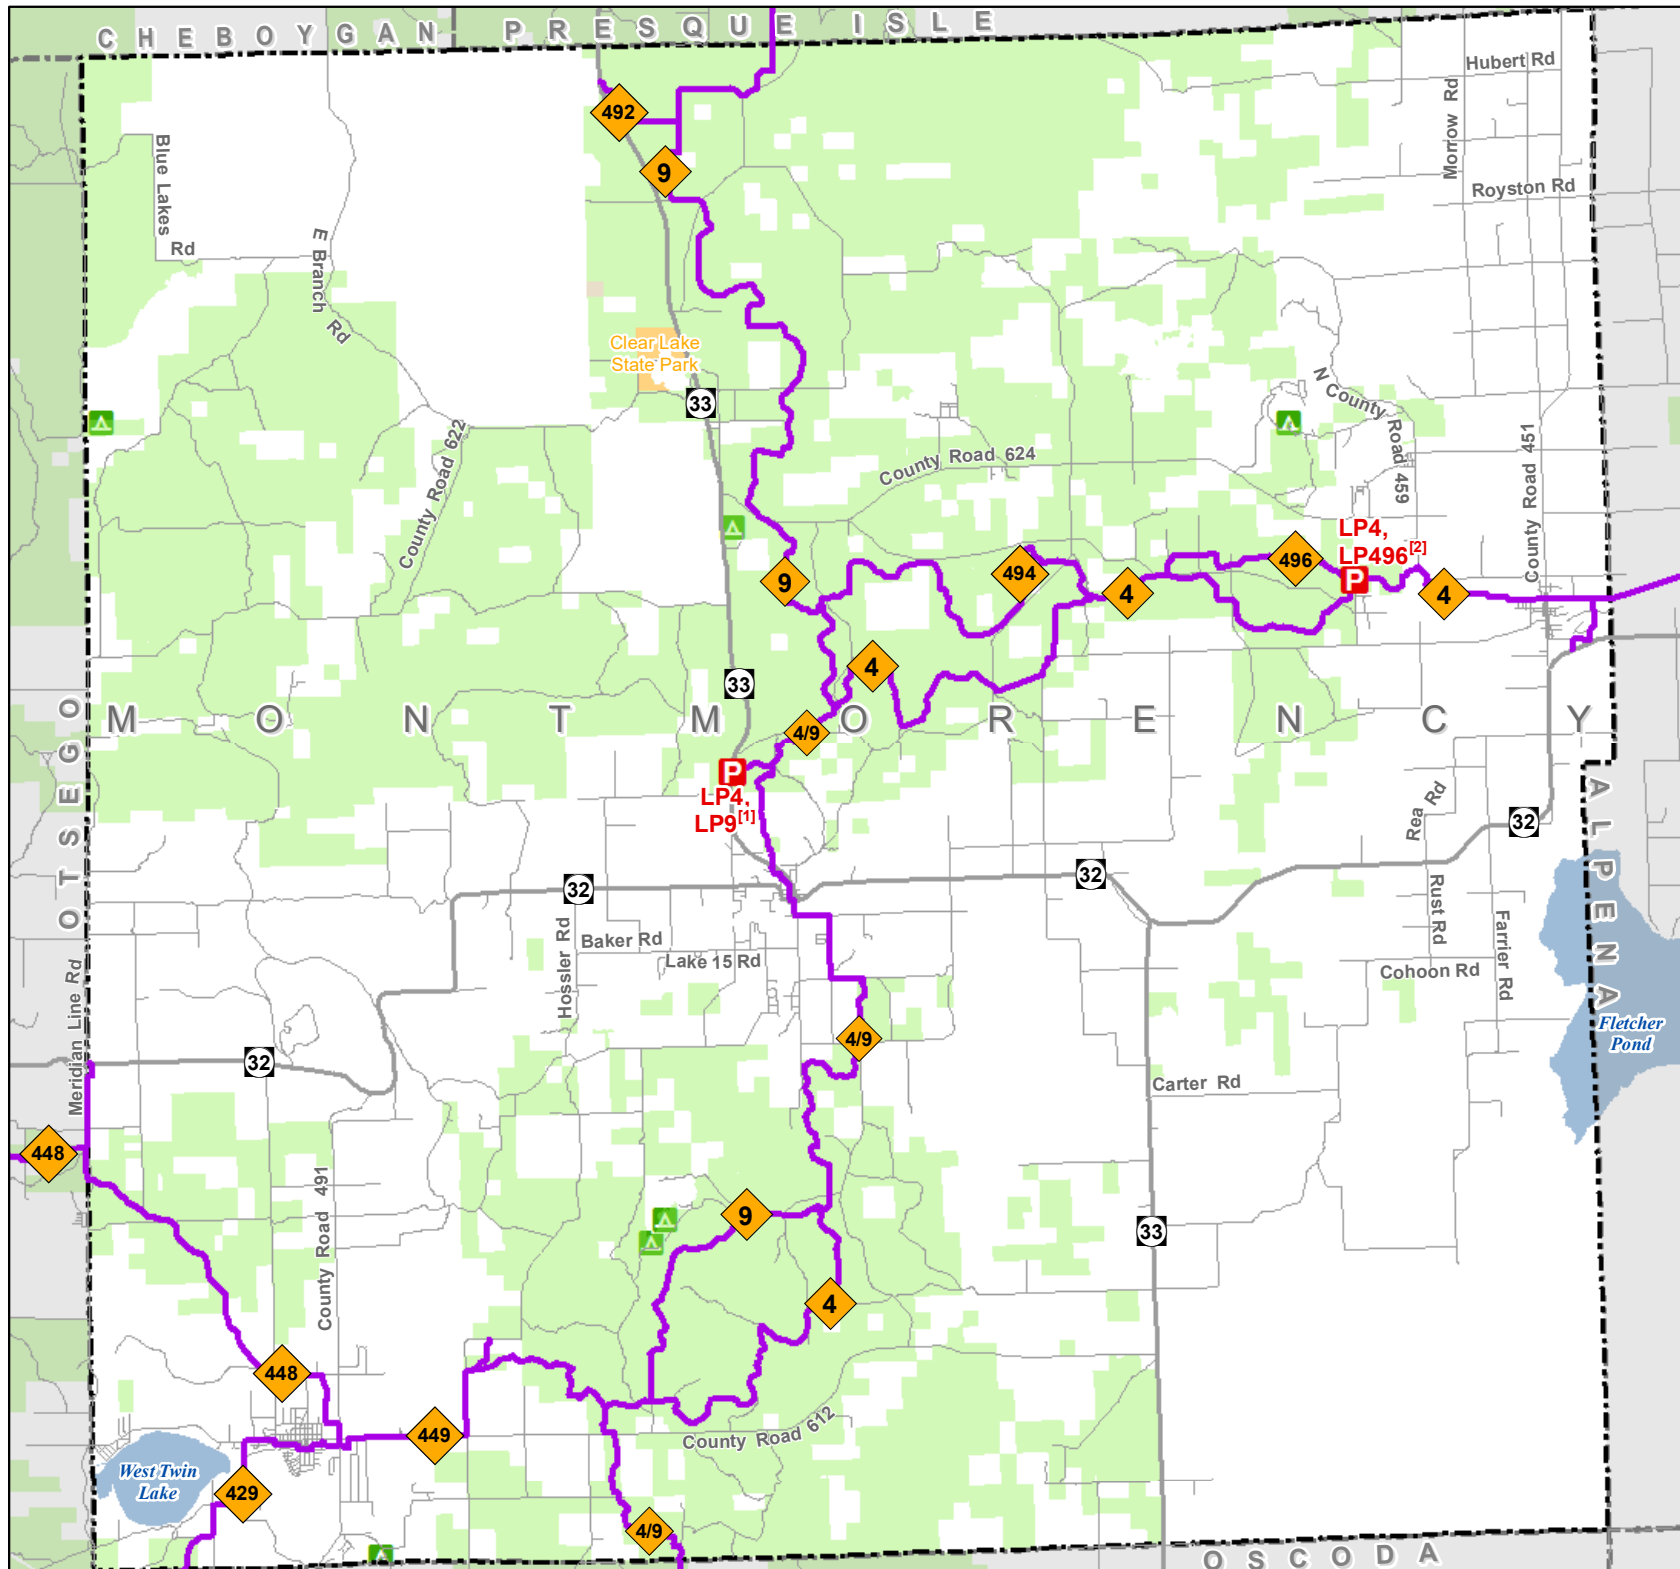 CHEBOYGAN
PRESQUE ISLE
Hubert Rd
Morrow Rd
492
Blue Lakes
Rd
9
Royston Rd
E Branch Rd
Clear Lake
State Park
33
N County Road 459
County Road 622
County Road 624
County Road 451
LP4,
LP496[2]
P
496
494
9
4
4
4
33
OTSEGO
MONTMORENCY
4/9
P
LP4,
LP9[1]
Rea Rd
32
ALPENA
32
32
Rust Rd
Farrier Rd
Hossler Rd
Baker Rd
Lake 15 Rd
Cohoon Rd
Meridian Line Rd
Fletcher
Pond
4/9
32
Carter Rd
448
County Road 491
9
33
4
448
449
County Road 612
West Twin
Lake
429
4/9
OSCODA